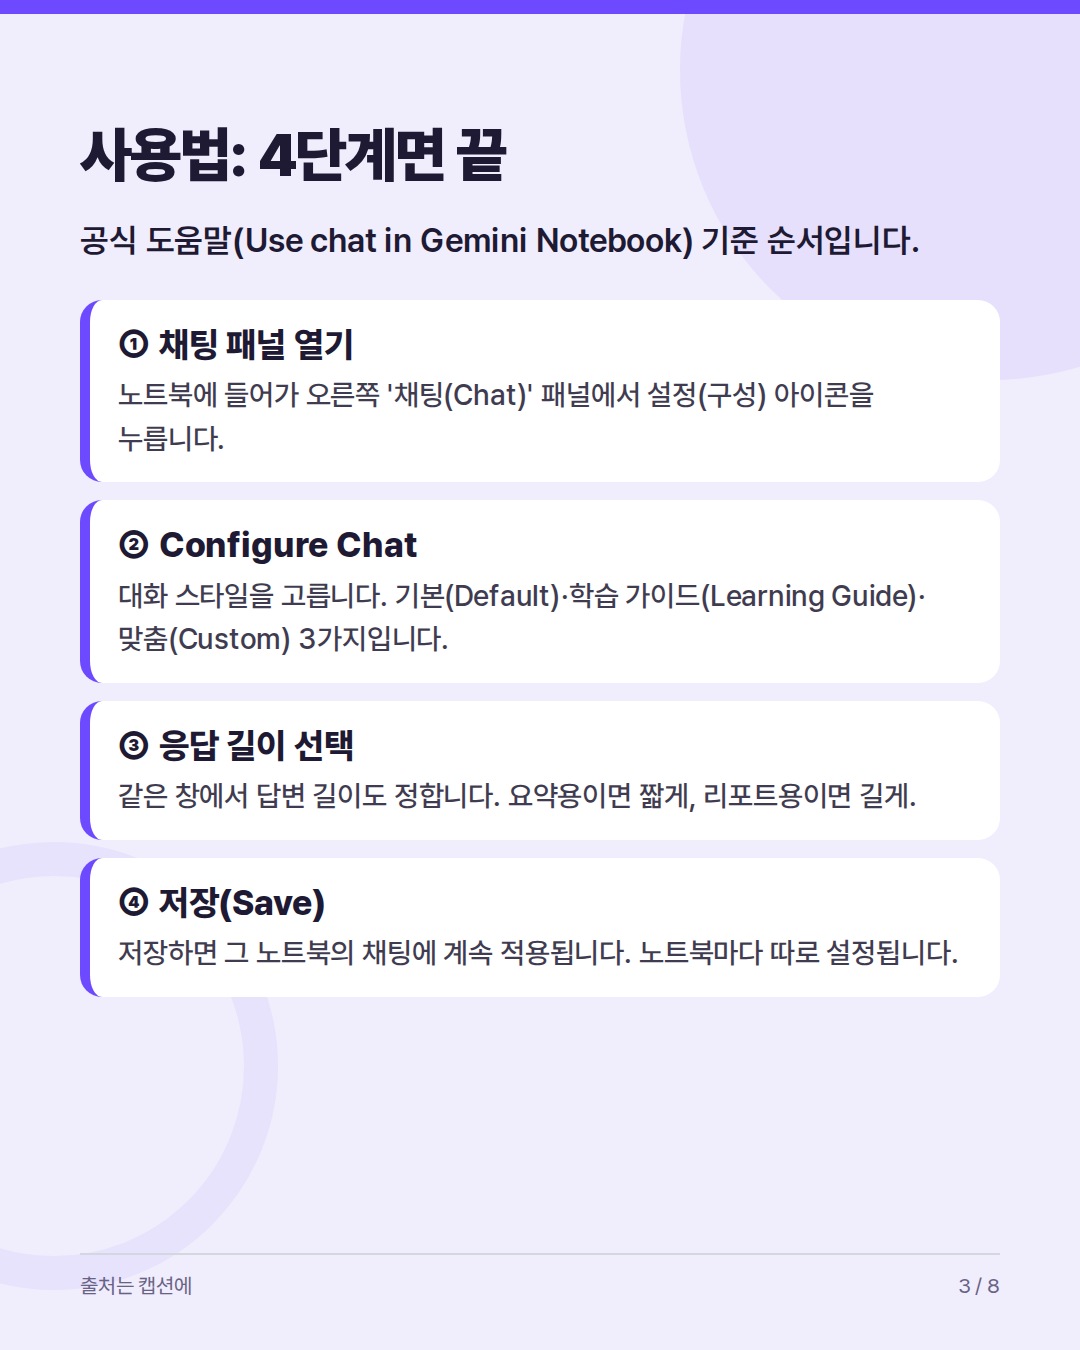 사용법: 4단계면 끝
공식 도움말(Use chat in Gemini Notebook) 기준 순서입니다.
① 채팅 패널 열기
노트북에 들어가 오른쪽 '채팅(Chat)' 패널에서 설정(구성) 아이콘을
누릅니다.
② Configure Chat
대화 스타일을 고릅니다. 기본(Default)·학습 가이드(Learning Guide)·
맞춤(Custom) 3가지입니다.
③ 응답 길이 선택
같은 창에서 답변 길이도 정합니다. 요약용이면 짧게, 리포트용이면 길게.
④ 저장(Save)
저장하면 그 노트북의 채팅에 계속 적용됩니다. 노트북마다 따로 설정됩니다.
출처는 캡션에
3 / 8